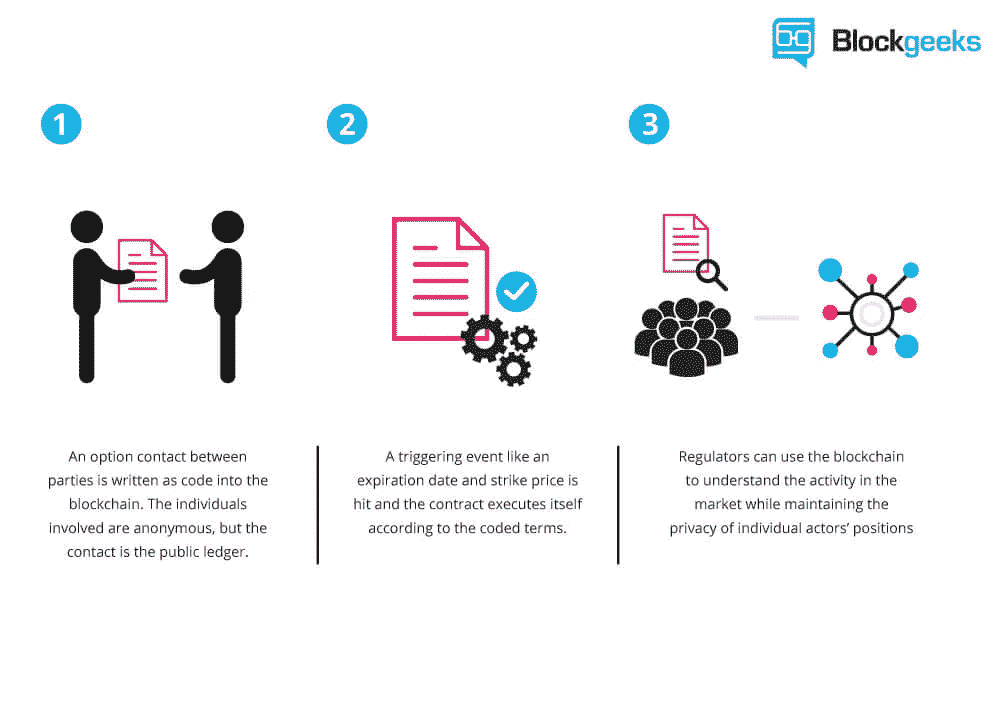 Blockgeeks
1
2
3
An option contact between
parties is written as code into the
blockchain. The individuals
involved are anonymous, but the
contact is the public ledger.
A triggering event like an
expiration date and strike price is
hit and the contract executes itself
according to the coded terms.
Regulators can use the blockchain
to understand the activity in the
market while maintaining the
privacy of individual actors’ positions